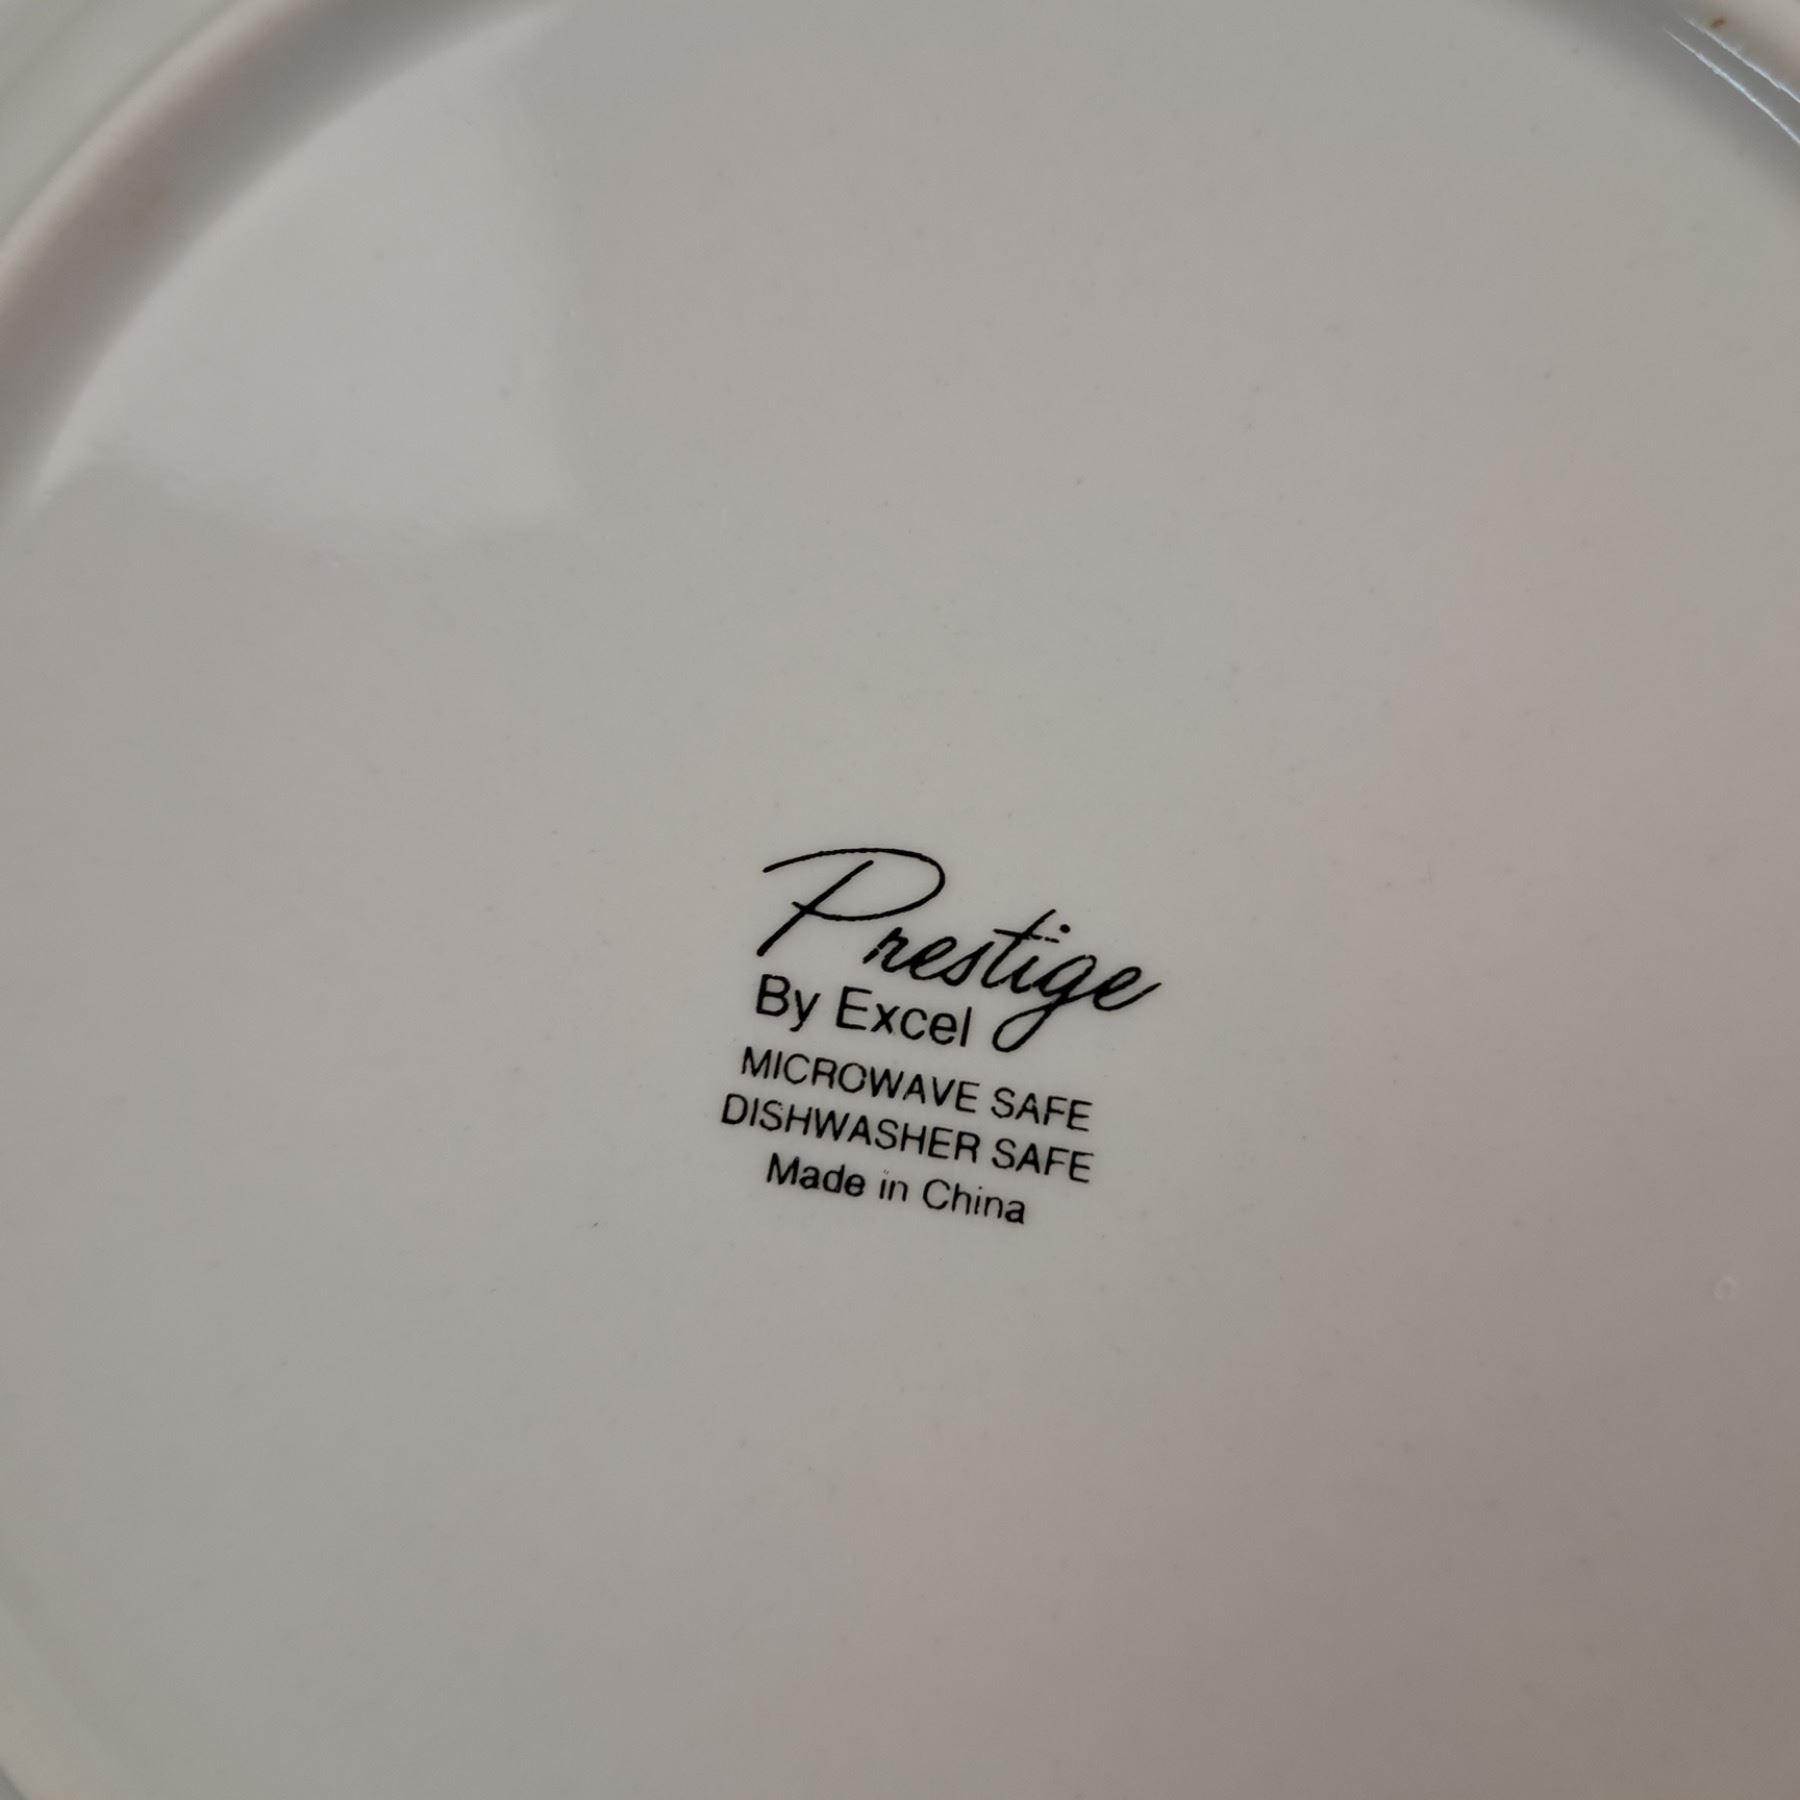 Prestige
By Excel
MICROWAVE SAFE
DISHWASHER SAFE
Made in China